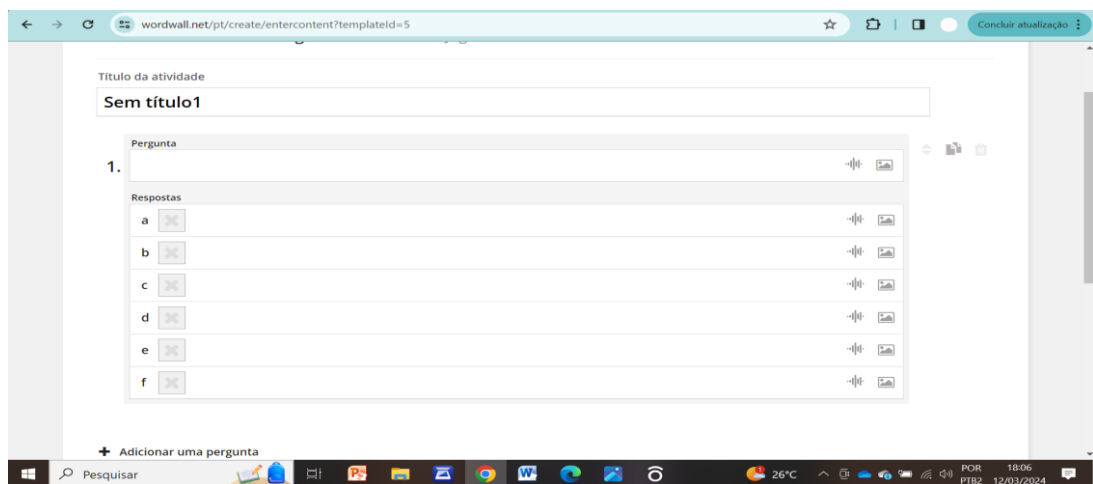 wordwall.net/pt/create/entercontent?templateId=5
Concluir atualização
Título da atividade
Sem título1
Pergunta
1.
Respostas
a
b
c
d
e
f
Adicionar uma pergunta
Pesquisar
26°C
POR
PTB2
18:06
12/03/2024